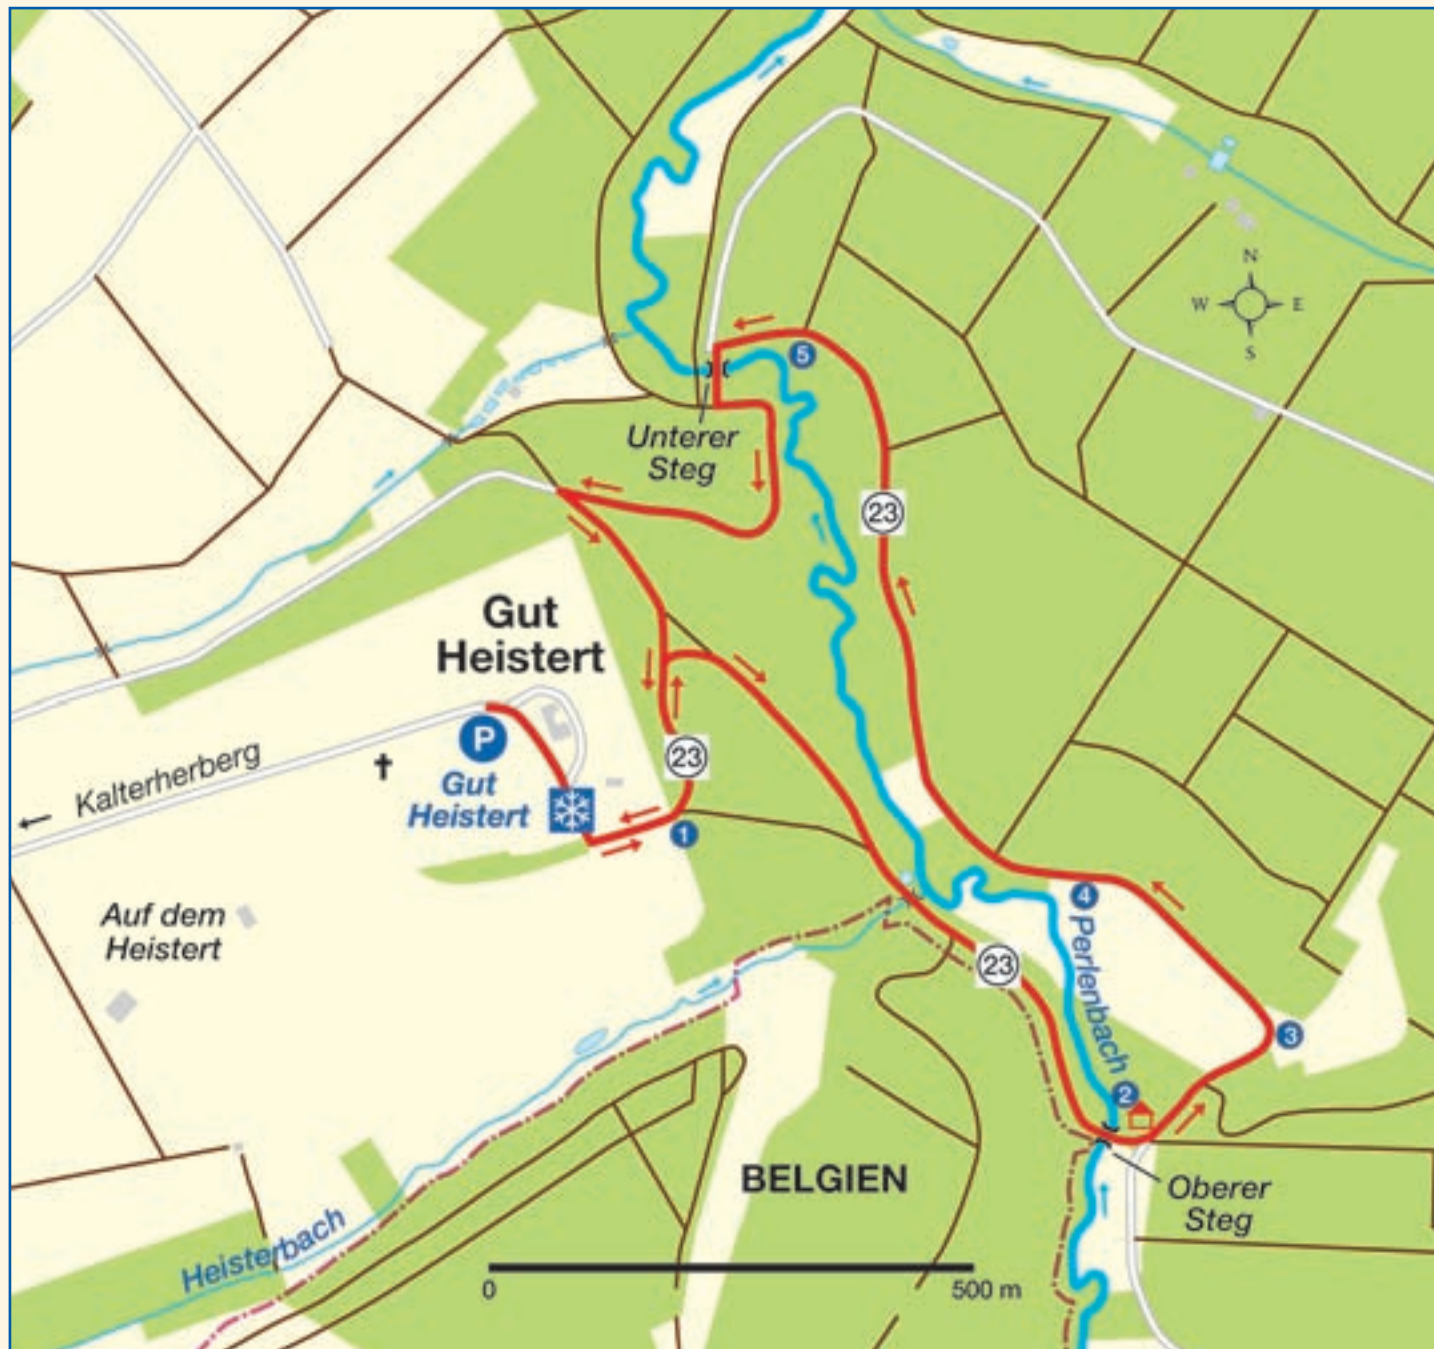 N
W
E
S
5
Unterer
Steg
23
Gut
Heistert
P
Gut
Heistert
Kalterherberg
23
1
Auf dem
Heistert
4
Perlenbach
23
3
2
BELGIEN
Oberer
Steg
Heisterbach
0
500 m